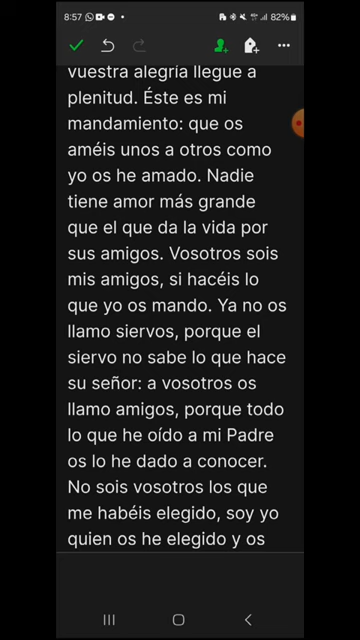 8:57
82%
vuestra alegría llegue a
plenitud. Éste es mi
mandamiento: que os
améis unos a otros como
yo os he amado. Nadie
tiene amor más grande
que el que da la vida por
sus amigos. Vosotros sois
mis amigos, si hacéis lo
que yo os mando. Ya no os
llamo siervos, porque el
siervo no sabe lo que hace
su señor: a vosotros os
llamo amigos, porque todo
lo que he oído a mi Padre
os lo he dado a conocer.
No sois vosotros los que
me habéis elegido, soy yo
quien os he elegido y os